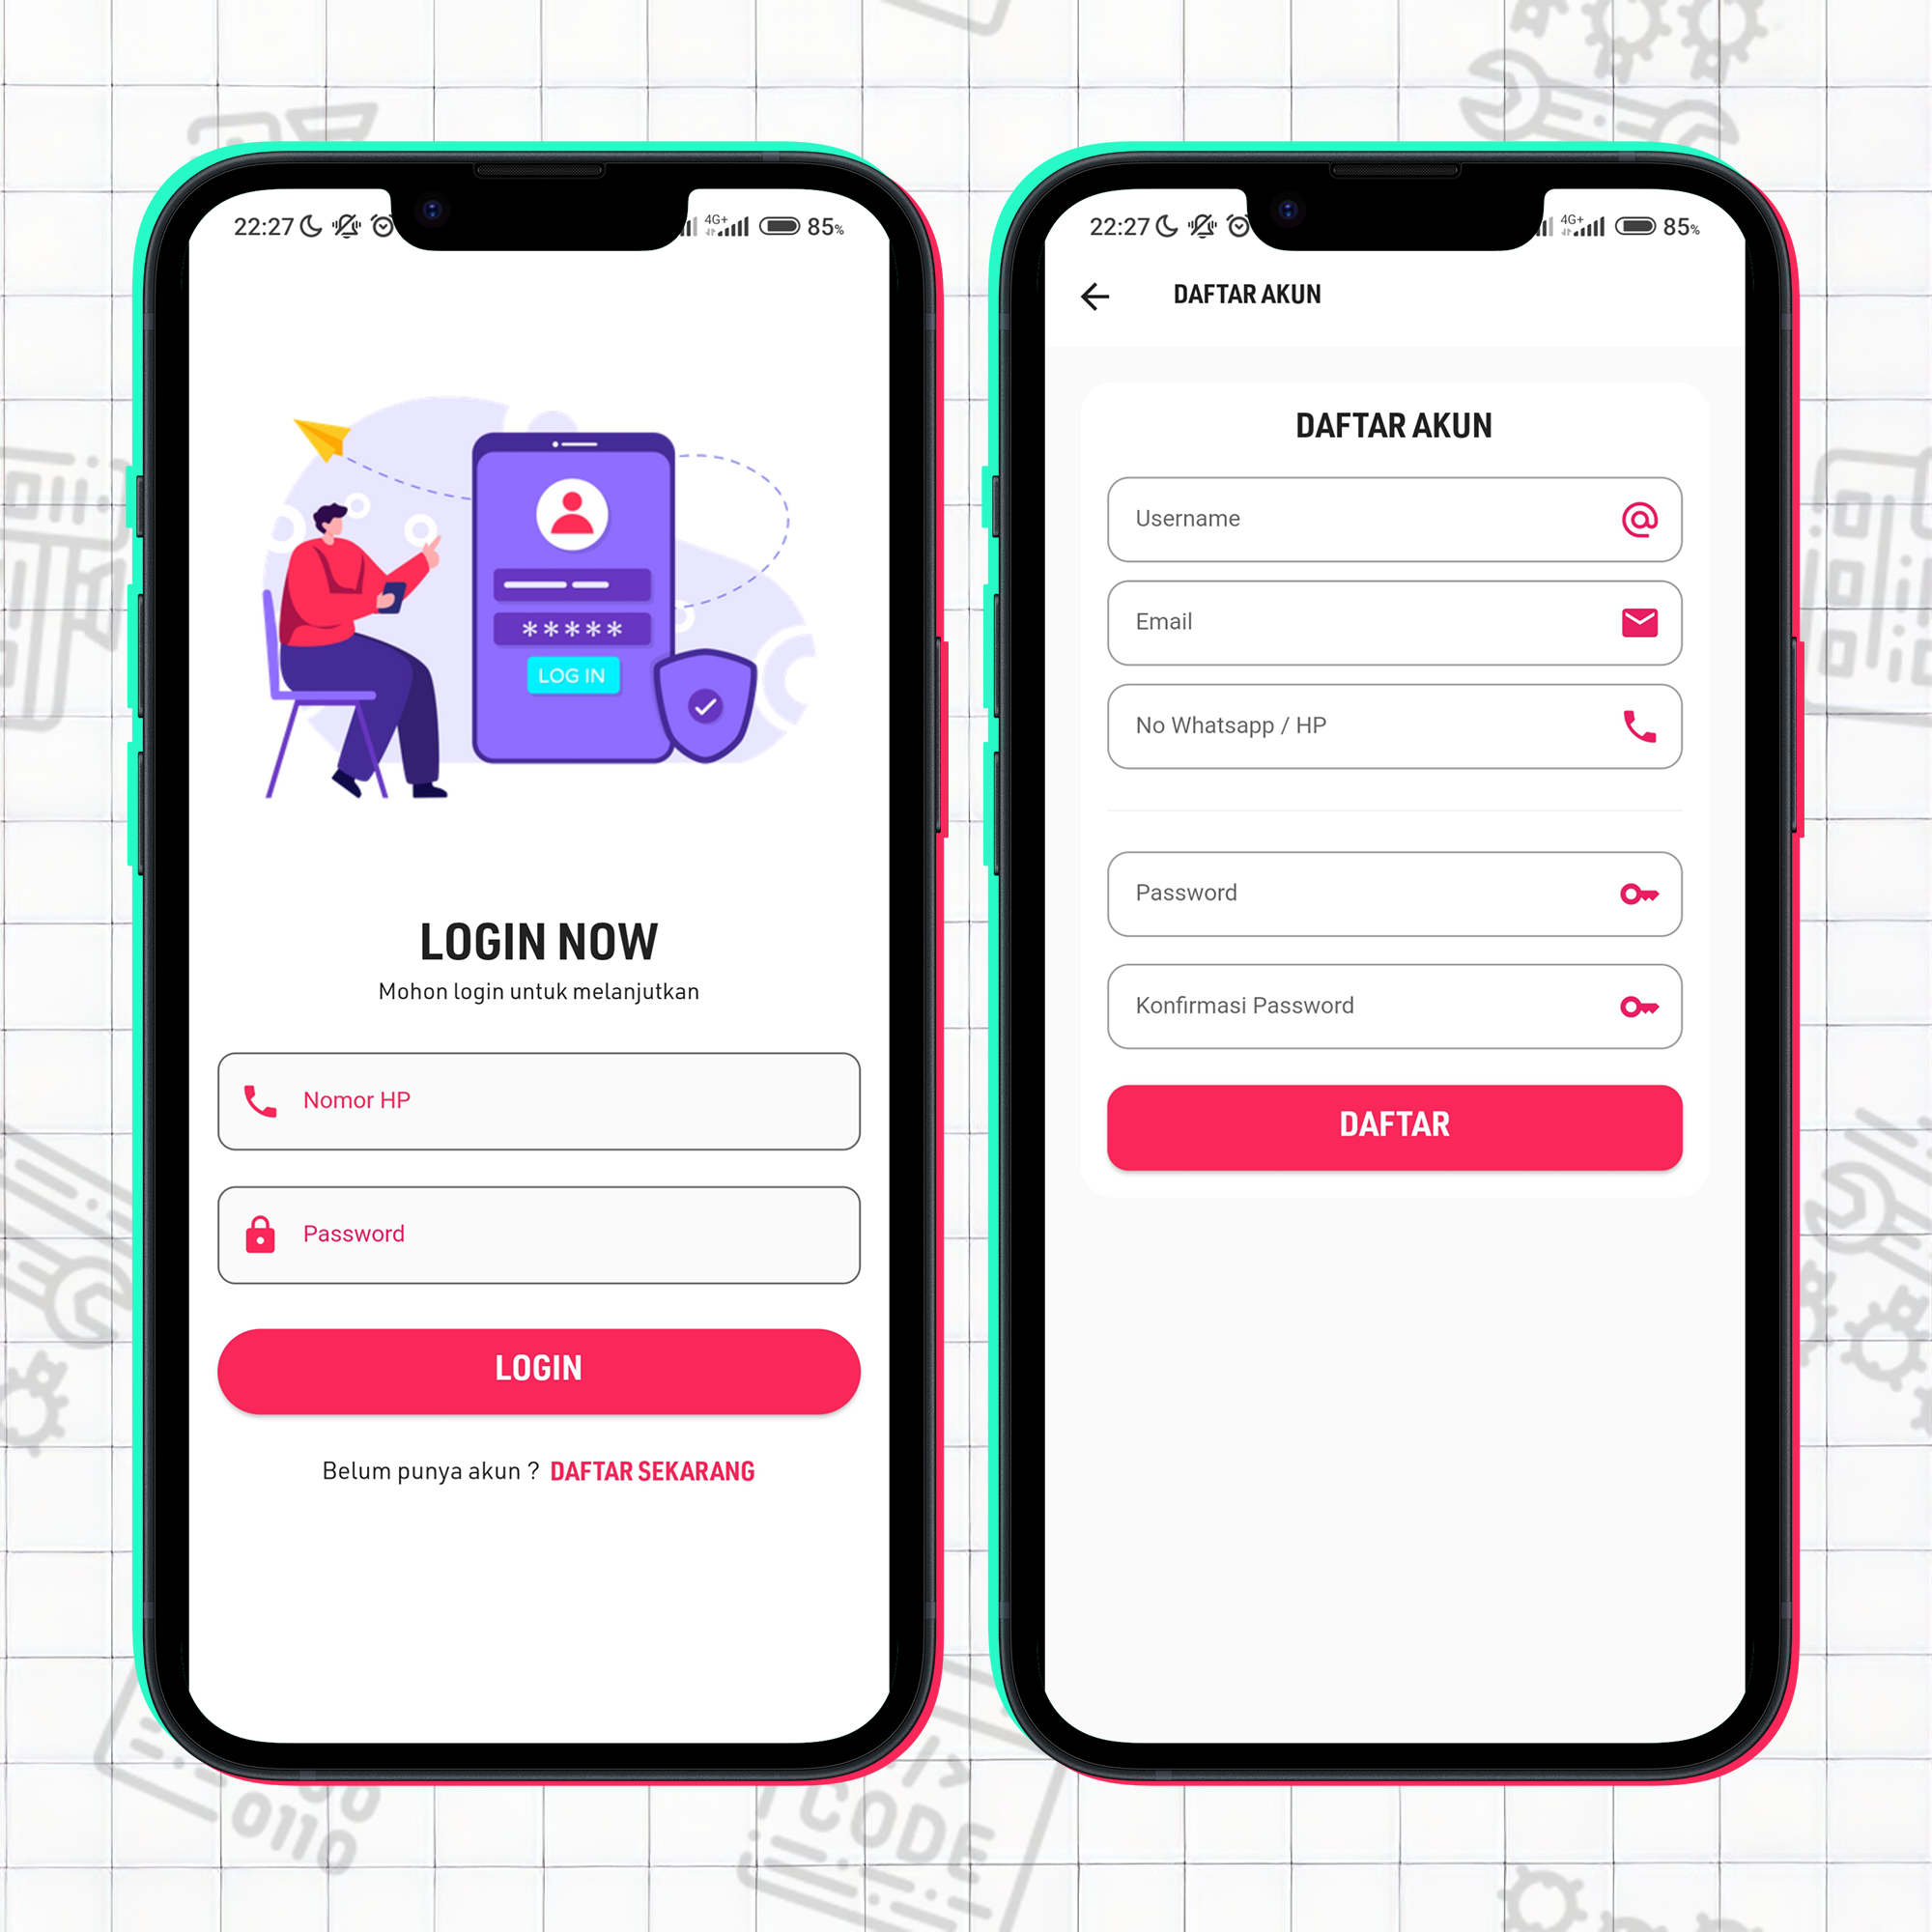 22:27
4G+
85%
LOG IN
*****
LOGIN NOW
Mohon login untuk melanjutkan
Nomor HP
Password
LOGIN
Belum punya akun ? DAFTAR SEKARANG
22:27
4G+
85%
DAFTAR AKUN
DAFTAR AKUN
Username
Email
No Whatsapp / HP
Password
Konfirmasi Password
DAFTAR
0110
CODE